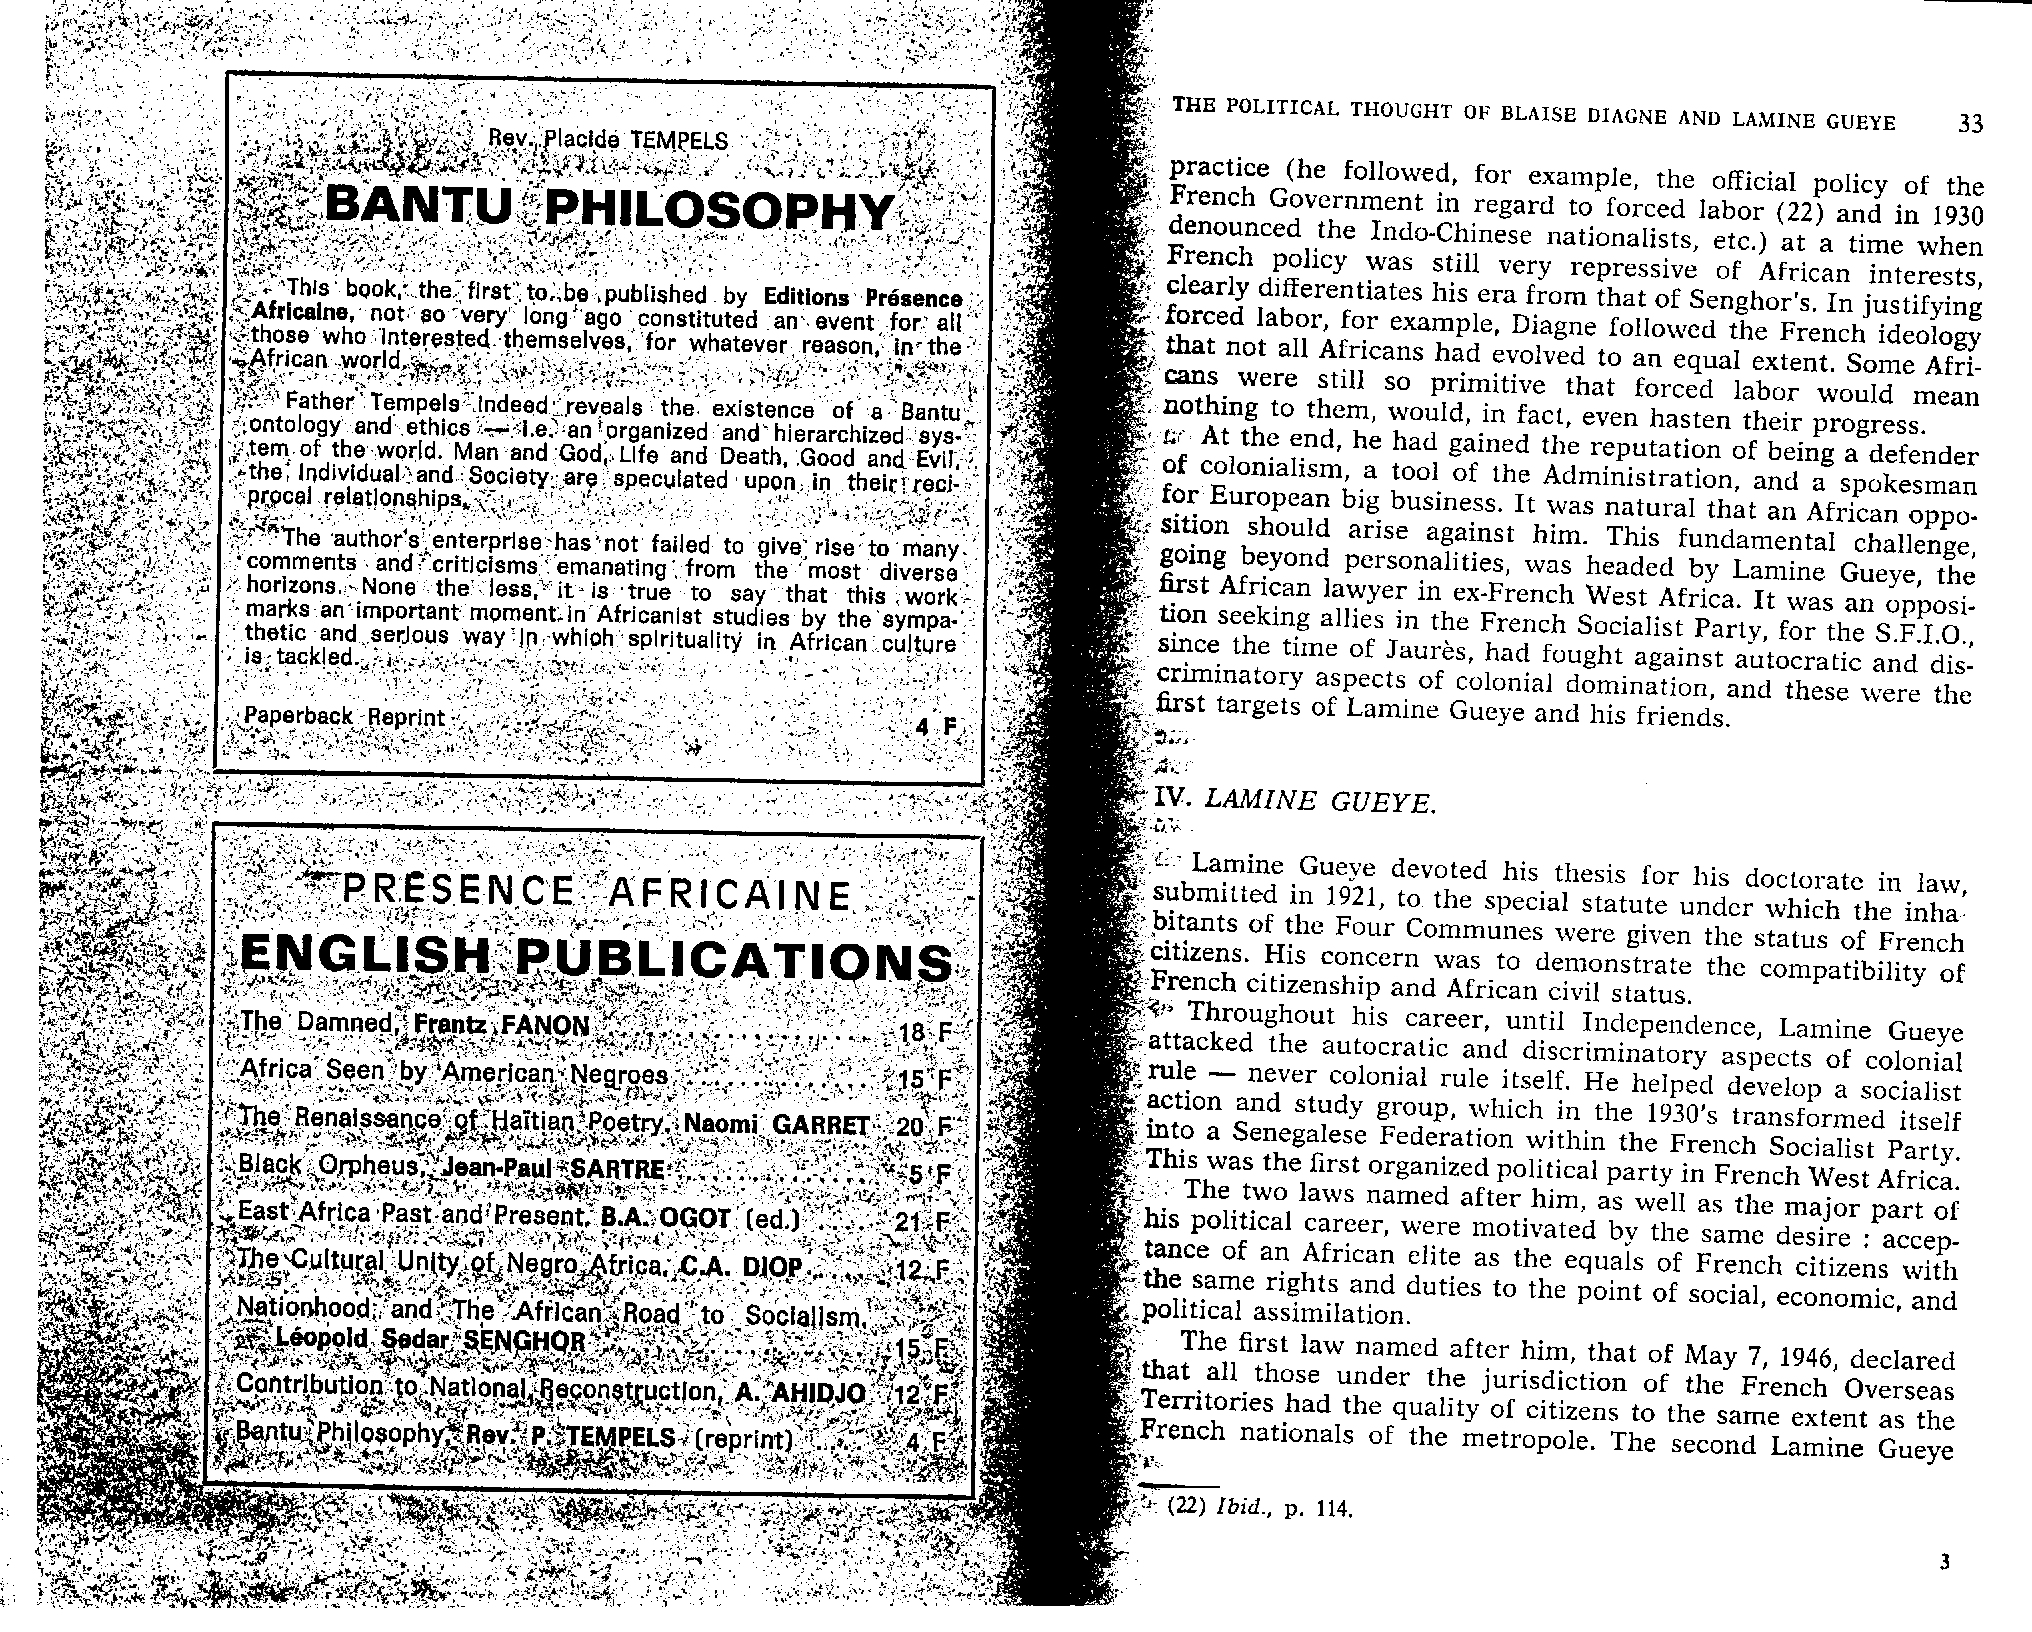 Rev. Placide TEMPELS
BANTU PHILOSOPHY
This book, the first to be published by Editions Présence
Africaine, not so very long ago constituted an event for all
those who interested themselves, for whatever reason, in the
African world.
Father Tempels indeed reveals the existence of a Bantu
ontology and ethics — i.e. an organized and hierarchized sys-
tem of the world. Man and God, Life and Death, Good and Evil,
the Individual and Society are speculated upon in their reci-
procal relationships.
The author's enterprise has not failed to give rise to many
comments and criticisms emanating from the most diverse
horizons. None the less, it is true to say that this work
marks an important moment in Africanist studies by the sympa-
thetic and serious way in which spirituality in African culture
is tackled.
Paperback Reprint 4 F
PRÉSENCE AFRICAINE
ENGLISH PUBLICATIONS
The Damned, Frantz FANON .................... 18 F
Africa Seen by American Negroes .............. 15 F
The Renaissance of Haïtian Poetry, Naomi GARRET 20 F
Black Orpheus, Jean-Paul SARTRE ............... 5 F
East Africa Past and Present, B.A. OGOT (ed.) ...... 21 F
The Cultural Unity of Negro Africa, C.A. DIOP ....... 12 F
Nationhood and The African Road to Socialism,
Léopold Sedar SENGHOR .................... 15 F
Contribution to National Reconstruction, A. AHIDJO 12 F
Bantu Philosophy, Rev. P. TEMPELS (reprint) ...... 4 F
THE POLITICAL THOUGHT OF BLAISE DIAGNE AND LAMINE GUEYE 33
practice (he followed, for example, the official policy of the
French Government in regard to forced labor (22) and in 1930
denounced the Indo-Chinese nationalists, etc.) at a time when
French policy was still very repressive of African interests,
clearly differentiates his era from that of Senghor's. In justifying
forced labor, for example, Diagne followed the French ideology
that not all Africans had evolved to an equal extent. Some Afri-
cans were still so primitive that forced labor would mean
nothing to them, would, in fact, even hasten their progress.
At the end, he had gained the reputation of being a defender
of colonialism, a tool of the Administration, and a spokesman
for European big business. It was natural that an African oppo-
sition should arise against him. This fundamental challenge,
going beyond personalities, was headed by Lamine Gueye, the
first African lawyer in ex-French West Africa. It was an opposi-
tion seeking allies in the French Socialist Party, for the S.F.I.O.,
since the time of Jaurès, had fought against autocratic and dis-
criminatory aspects of colonial domination, and these were the
first targets of Lamine Gueye and his friends.
IV. LAMINE GUEYE.
Lamine Gueye devoted his thesis for his doctorate in law,
submitted in 1921, to the special statute under which the inha-
bitants of the Four Communes were given the status of French
citizens. His concern was to demonstrate the compatibility of
French citizenship and African civil status.
Throughout his career, until Independence, Lamine Gueye
attacked the autocratic and discriminatory aspects of colonial
rule — never colonial rule itself. He helped develop a socialist
action and study group, which in the 1930's transformed itself
into a Senegalese Federation within the French Socialist Party.
This was the first organized political party in French West Africa.
The two laws named after him, as well as the major part of
his political career, were motivated by the same desire : accep-
tance of an African elite as the equals of French citizens with
the same rights and duties to the point of social, economic, and
political assimilation.
The first law named after him, that of May 7, 1946, declared
that all those under the jurisdiction of the French Overseas
Territories had the quality of citizens to the same extent as the
French nationals of the metropole. The second Lamine Gueye
(22) Ibid., p. 114.
3